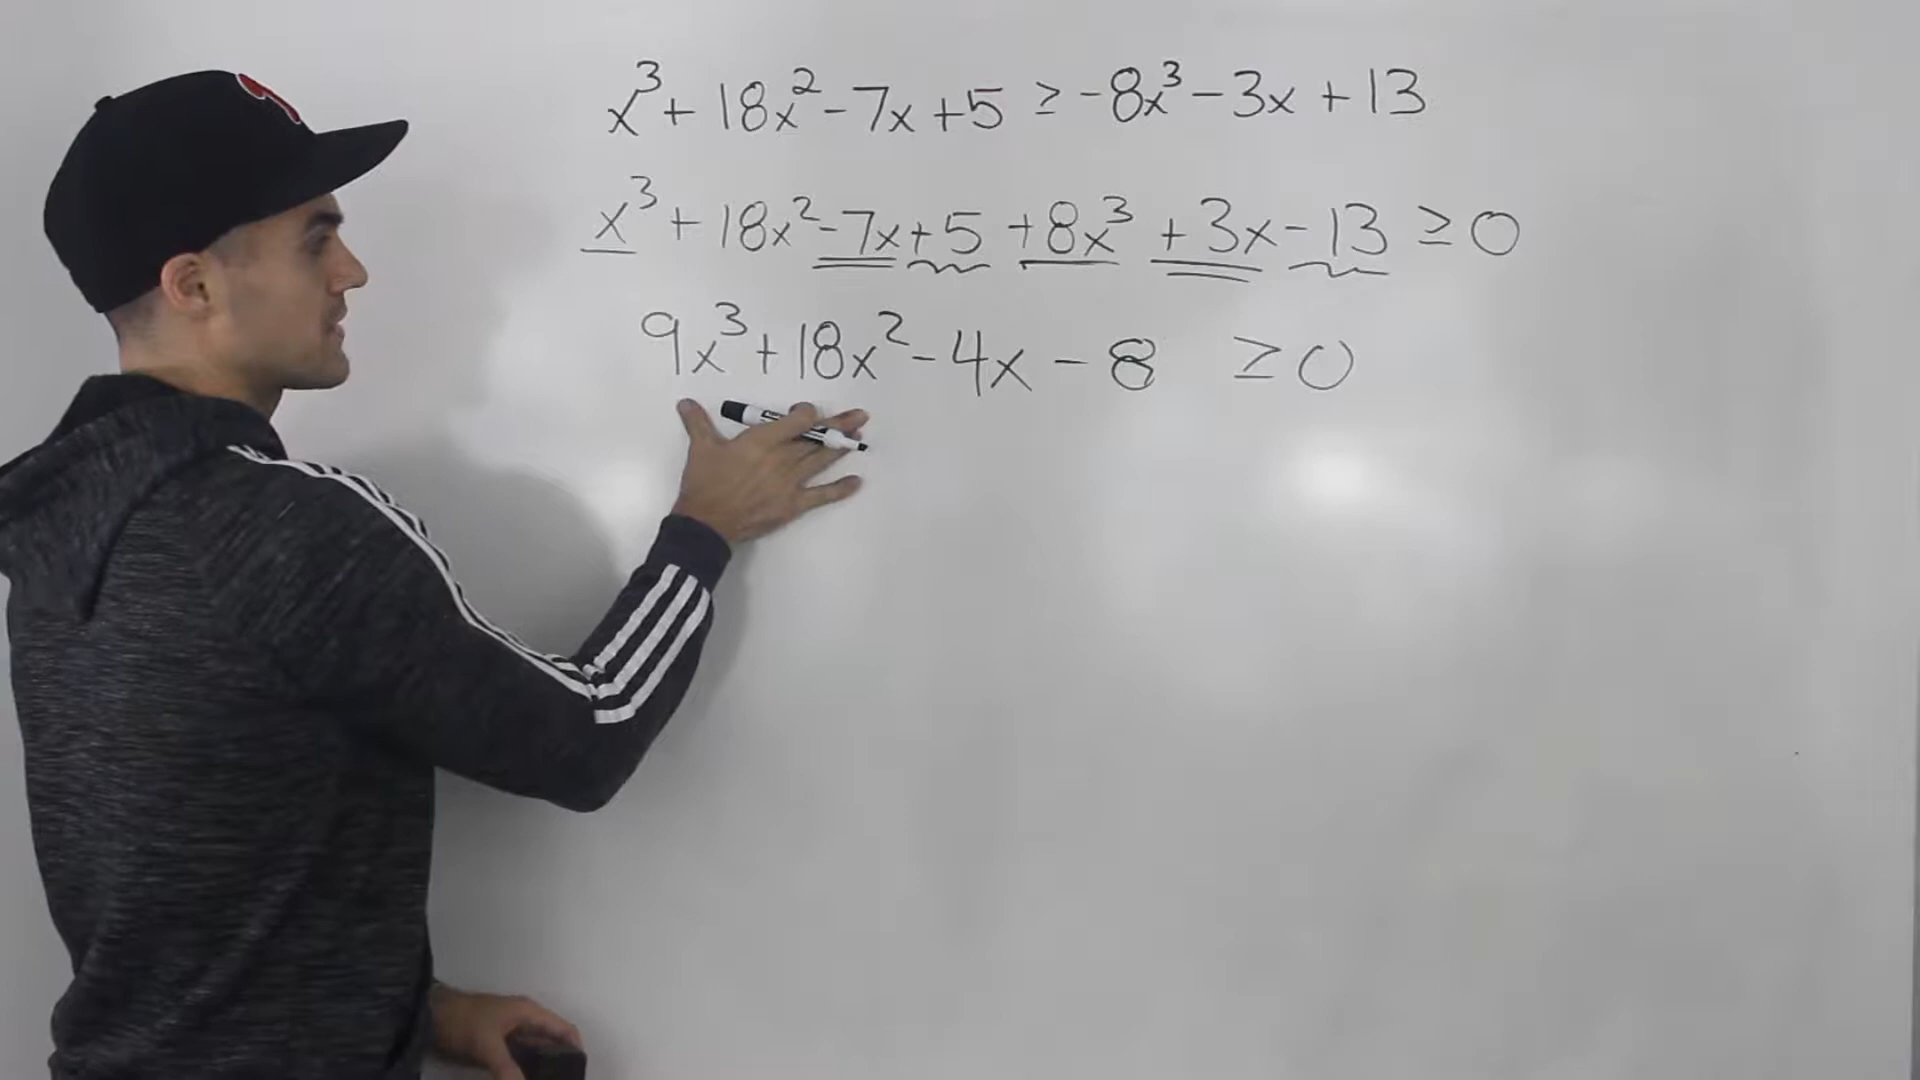 x³ + 18x² - 7x + 5 ≥ -8x³ - 3x + 13
x³ + 18x² - 7x + 5 + 8x³ + 3x - 13 ≥ 0
9x³ + 18x² - 4x - 8 ≥ 0